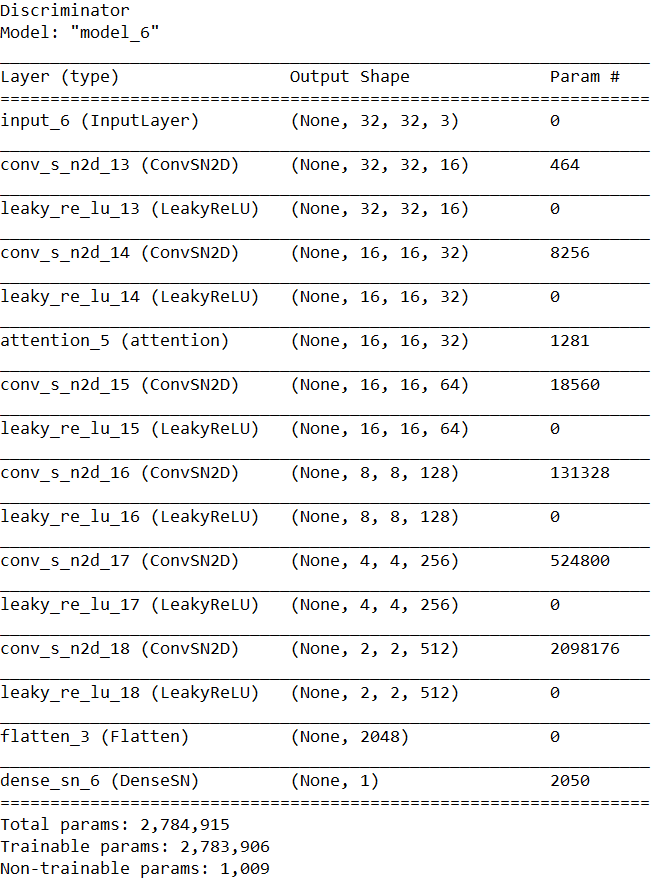 Discriminator
Model: "model_6"
_________________________________________________________________
Layer (type)                 Output Shape              Param #
=================================================================
input_6 (InputLayer)         (None, 32, 32, 3)         0
_________________________________________________________________
conv_s_n2d_13 (ConvSN2D)     (None, 32, 32, 16)        464
_________________________________________________________________
leaky_re_lu_13 (LeakyReLU)   (None, 32, 32, 16)        0
_________________________________________________________________
conv_s_n2d_14 (ConvSN2D)     (None, 16, 16, 32)        8256
_________________________________________________________________
leaky_re_lu_14 (LeakyReLU)   (None, 16, 16, 32)        0
_________________________________________________________________
attention_5 (attention)      (None, 16, 16, 32)        1281
_________________________________________________________________
conv_s_n2d_15 (ConvSN2D)     (None, 16, 16, 64)        18560
_________________________________________________________________
leaky_re_lu_15 (LeakyReLU)   (None, 16, 16, 64)        0
_________________________________________________________________
conv_s_n2d_16 (ConvSN2D)     (None, 8, 8, 128)         131328
_________________________________________________________________
leaky_re_lu_16 (LeakyReLU)   (None, 8, 8, 128)         0
_________________________________________________________________
conv_s_n2d_17 (ConvSN2D)     (None, 4, 4, 256)         524800
_________________________________________________________________
leaky_re_lu_17 (LeakyReLU)   (None, 4, 4, 256)         0
_________________________________________________________________
conv_s_n2d_18 (ConvSN2D)     (None, 2, 2, 512)         2098176
_________________________________________________________________
leaky_re_lu_18 (LeakyReLU)   (None, 2, 2, 512)         0
_________________________________________________________________
flatten_3 (Flatten)          (None, 2048)              0
_________________________________________________________________
dense_sn_6 (DenseSN)         (None, 1)                 2050
=================================================================
Total params: 2,784,915
Trainable params: 2,783,906
Non-trainable params: 1,009